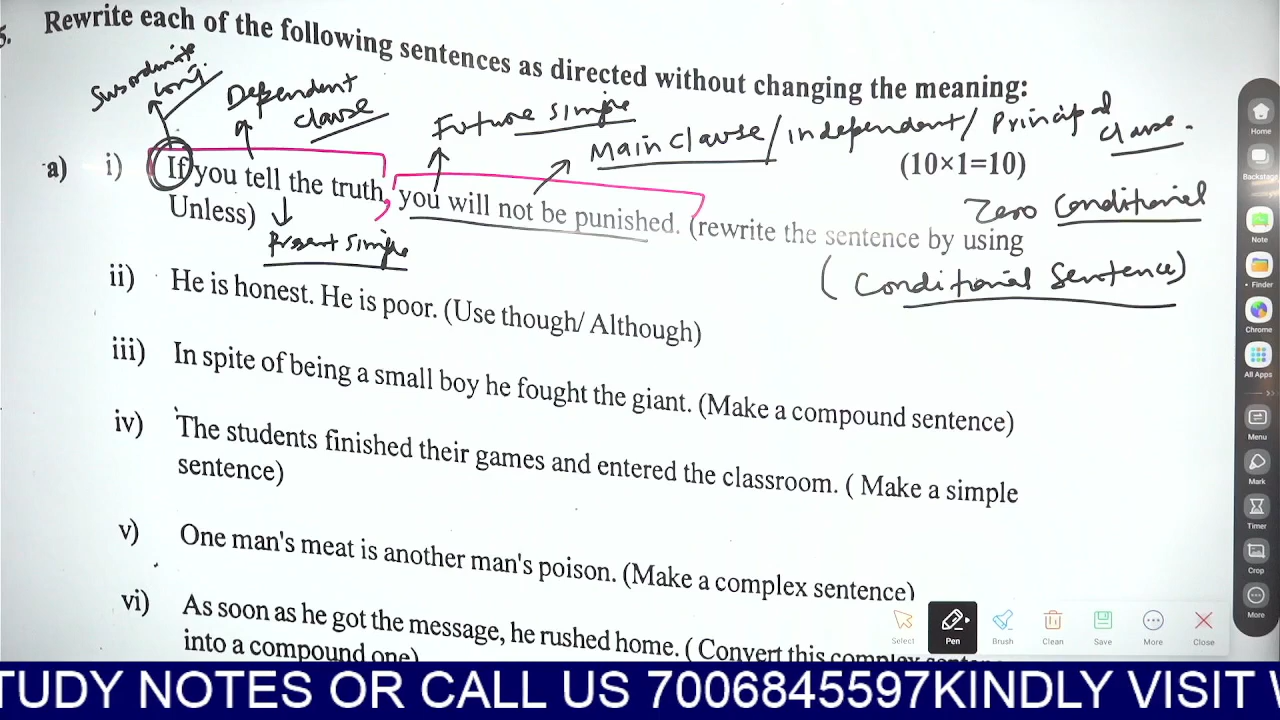 5. Rewrite each of the following sentences as directed without changing the meaning:
Subordinate Conj.
Dependent clause
Future simple
Main clause / independent / Principal clause.
(10×1=10)
a) i) If you tell the truth, you will not be punished. (rewrite the sentence by using
Unless)
Present simple
Zero Conditional
(Conditional Sentence)
ii) He is honest. He is poor. (Use though/ Although)
iii) In spite of being a small boy he fought the giant. (Make a compound sentence)
iv) The students finished their games and entered the classroom. ( Make a simple
sentence)
v) One man's meat is another man's poison. (Make a complex sentence)
vi) As soon as he got the message, he rushed home. ( Convert this complex
into a compound one)
Home
Backstage
Note
Finder
Chrome
All Apps
Menu
Mark
Timer
Crop
More
Select
Pen
Brush
Clean
Save
More
Close
TUDY NOTES OR CALL US 7006845597KINDLY VISIT